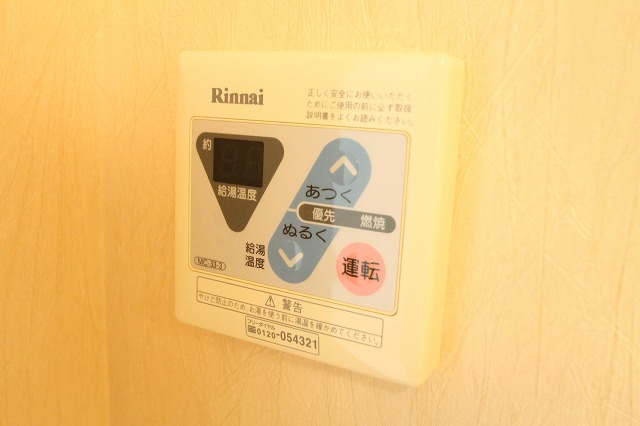 Rinnai
正しく安全にお使いいただく
ためにご使用の前に必ず取扱
説明書をよくお読みください。
約
給湯温度
あつく
優先 燃焼
ぬるく
給湯
温度
運転
MC-33-3
⚠ 警告
やけど防止のため、お湯を使う前に湯温を確かめてください。
フリーダイヤル
0120-054321